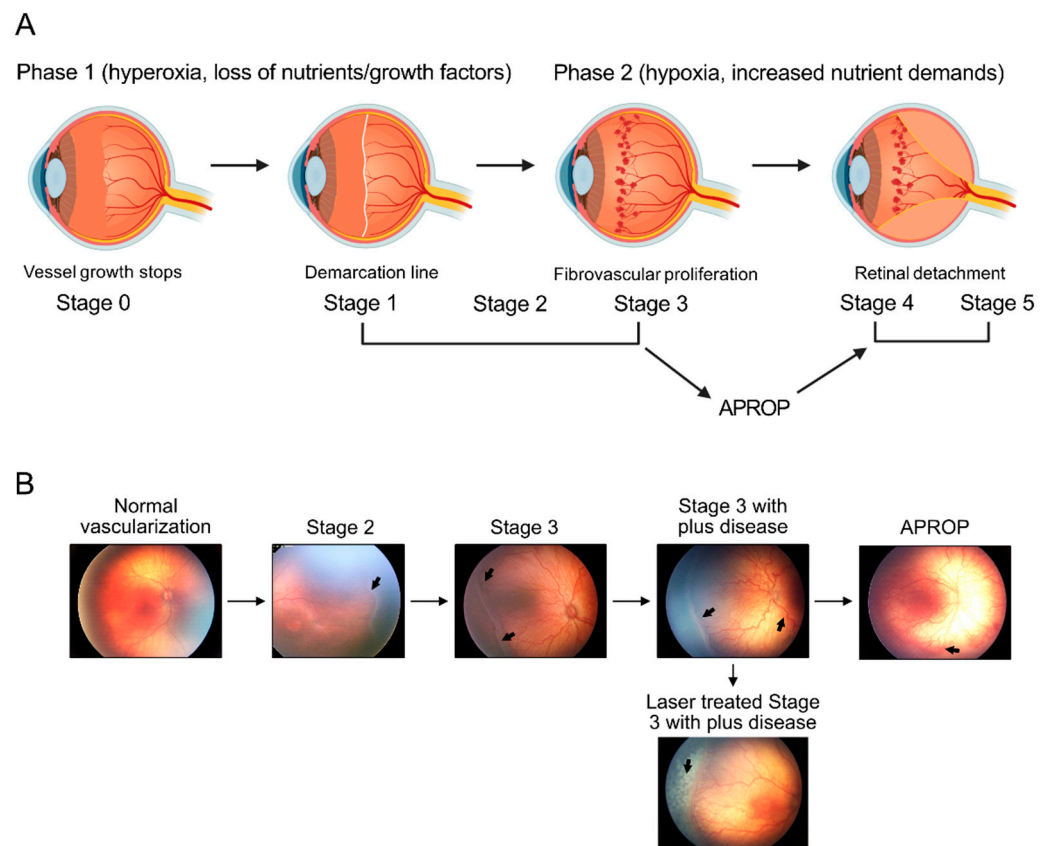 A
Phase 1 (hyperoxia, loss of nutrients/growth factors)
Phase 2 (hypoxia, increased nutrient demands)
Vessel growth stops
Demarcation line
Fibrovascular proliferation
Retinal detachment
Stage 0
Stage 1
Stage 2
Stage 3
Stage 4
Stage 5
APROP
B
Normal
vascularization
Stage 2
Stage 3
Stage 3 with
plus disease
APROP
Laser treated Stage
3 with plus disease